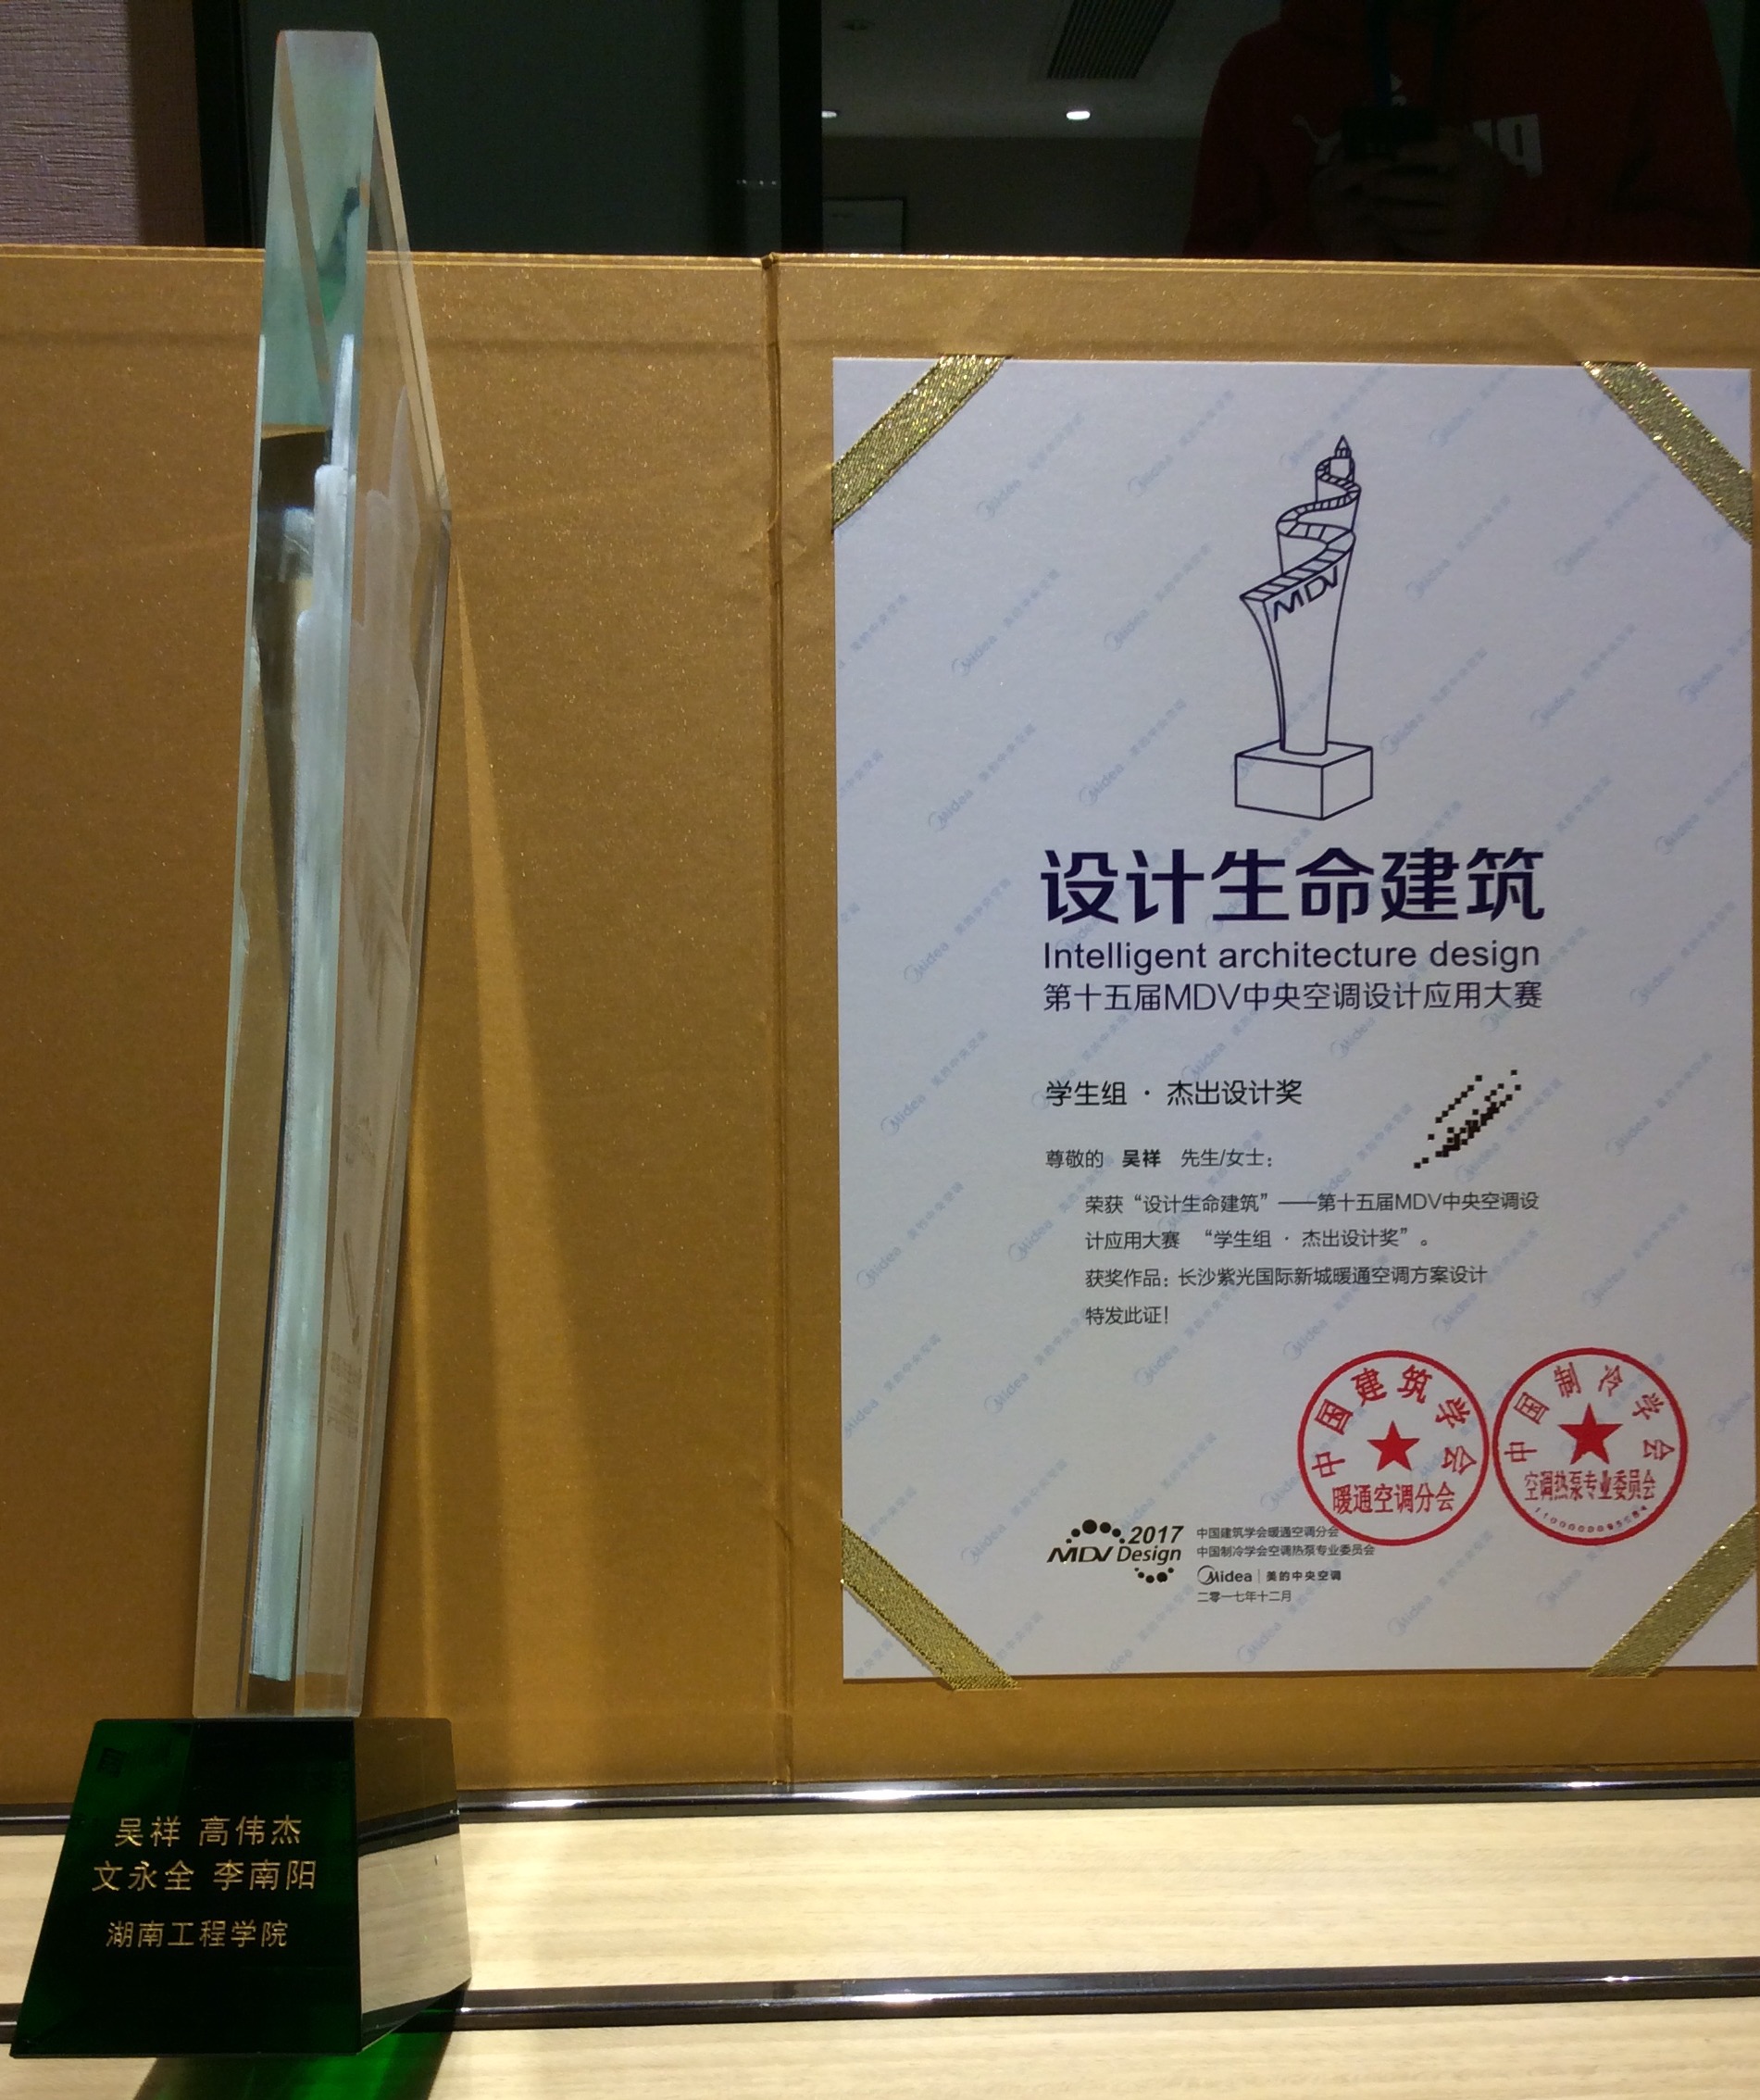 MDV
设计生命建筑
Intelligent architecture design
第十五届MDV中央空调设计应用大赛
学生组 · 杰出设计奖
尊敬的 吴祥 先生/女士：
荣获“设计生命建筑”——第十五届MDV中央空调设
计应用大赛 “学生组 · 杰出设计奖”。
获奖作品：长沙紫光国际新城暖通空调方案设计
特发此证！
中国建筑学会
暖通空调分会
中国制冷学会
空调热泵专业委员会
2017
MDV Design
中国建筑学会暖通空调分会
中国制冷学会空调热泵专业委员会
Midea 美的中央空调
二零一七年十二月
吴祥 高伟杰
文永全 李南阳
湖南工程学院